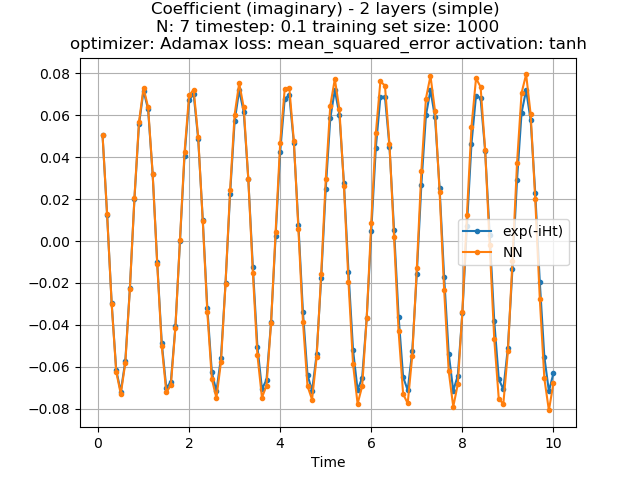 Coefficient (imaginary) - 2 layers (simple)
N: 7 timestep: 0.1 training set size: 1000
optimizer: Adamax loss: mean_squared_error activation: tanh
0.08
0.06
0.04
0.02
0.00
−0.02
−0.04
−0.06
−0.08
exp(-iHt)
NN
0 2 4 6 8 10
Time